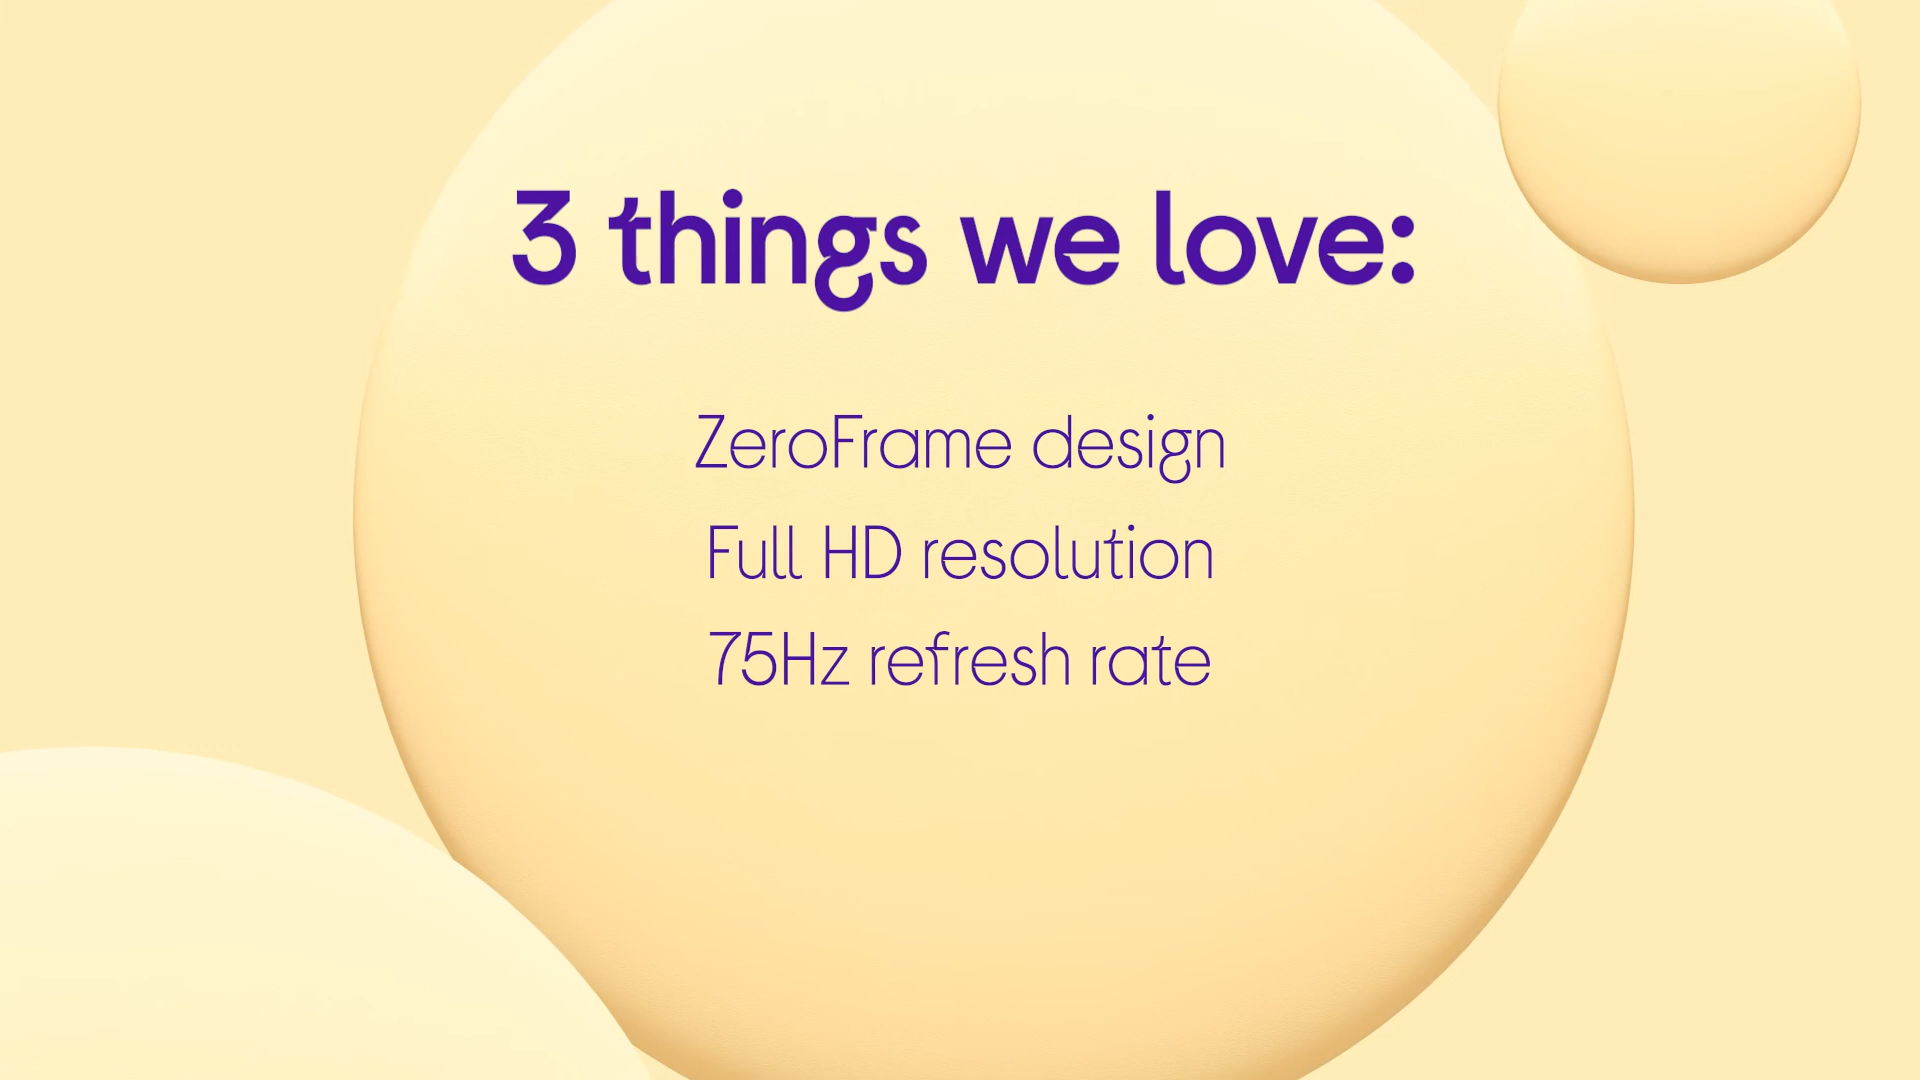 3 things we love:
ZeroFrame design
Full HD resolution
75Hz refresh rate